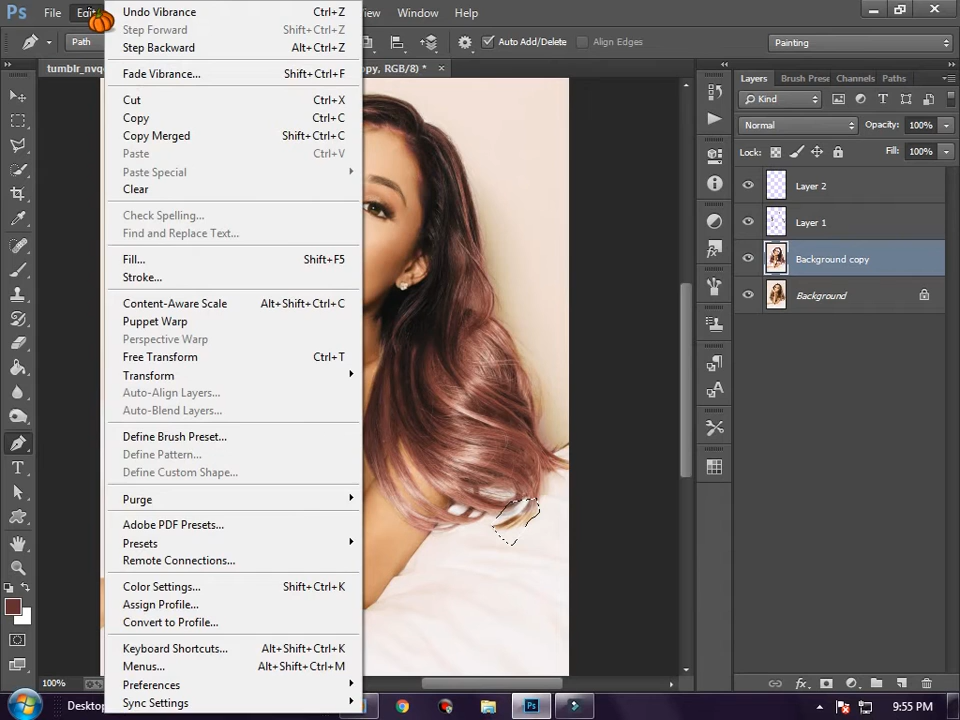 Ps File Edit View Window Help
Path
Auto Add/Delete Align Edges
Painting
tumblr_nvq
opy, RGB/8) *
Undo Vibrance Ctrl+Z
Step Forward Shift+Ctrl+Z
Step Backward Alt+Ctrl+Z
Fade Vibrance... Shift+Ctrl+F
Cut Ctrl+X
Copy Ctrl+C
Copy Merged Shift+Ctrl+C
Paste Ctrl+V
Paste Special
Clear
Check Spelling...
Find and Replace Text...
Fill... Shift+F5
Stroke...
Content-Aware Scale Alt+Shift+Ctrl+C
Puppet Warp
Perspective Warp
Free Transform Ctrl+T
Transform
Auto-Align Layers...
Auto-Blend Layers...
Define Brush Preset...
Define Pattern...
Define Custom Shape...
Purge
Adobe PDF Presets...
Presets
Remote Connections...
Color Settings... Shift+Ctrl+K
Assign Profile...
Convert to Profile...
Keyboard Shortcuts... Alt+Shift+Ctrl+K
Menus... Alt+Shift+Ctrl+M
Preferences
Sync Settings
Layers Brush Prese Channels Paths
Kind
Normal Opacity: 100%
Lock: Fill: 100%
Layer 2
Layer 1
Background copy
Background
100%
Desktop
Ps
9:55 PM